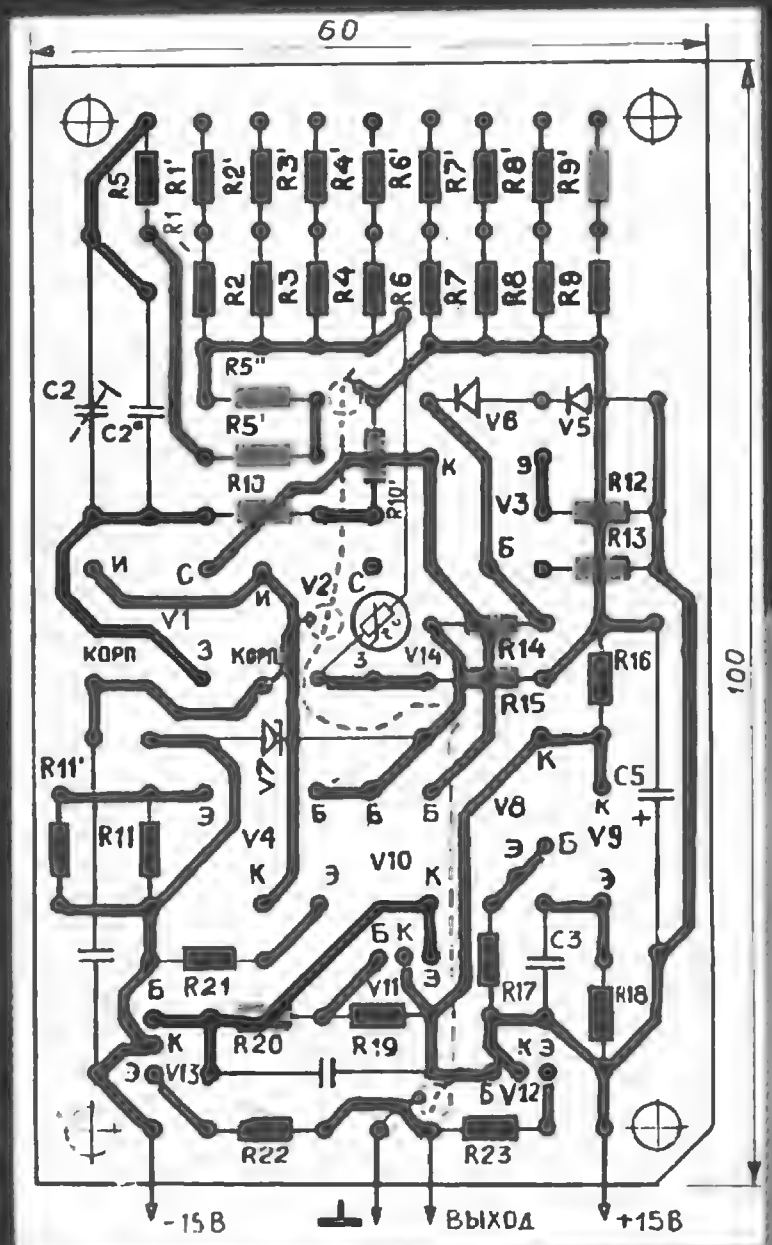 60
R5 R1' R2' R3' R4' R6' R7' R8' R9'
R1
R2 R3 R4 R6 R7 R8 R9
R5"
C2 C2*
V6 V5
R5'
R10 R10' К Э V3 R12
Б R13
И С И V2 С
V1 t°
R14
КОРП З КОРП З V14 R15 R16
100
V7
R11' К К C5
Э Б Б Б V8 +
R11 V4 V10 Э Б V9
К Э К Э
Б К C3
R21 Э
Б V11 R17 R18
К R20 R19 К Э
Э V13 Б V12
R22 R23
-15В ⊥ ВЫХОД +15В